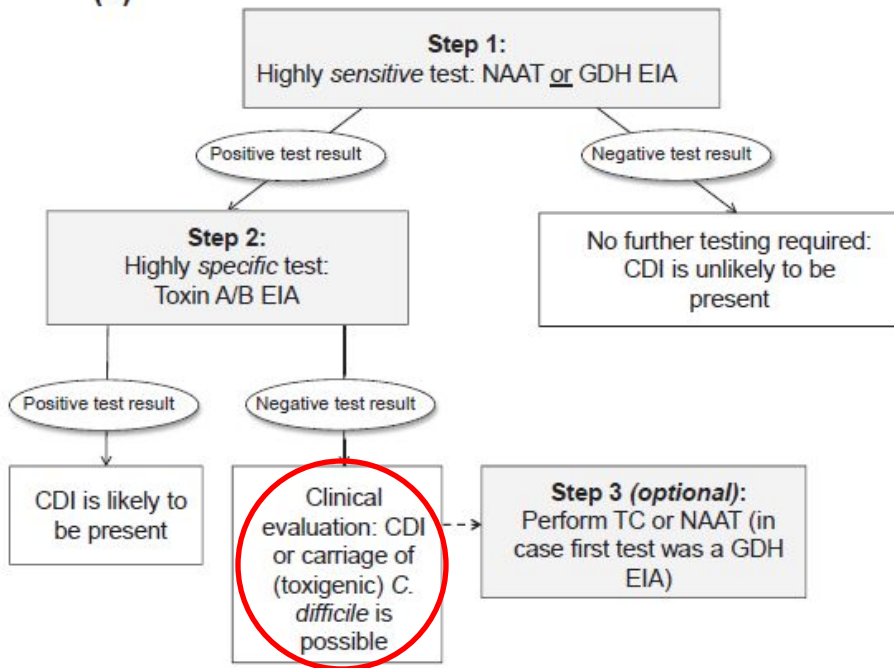 Step 1:
Highly sensitive test: NAAT or GDH EIA
Positive test result
Negative test result
Step 2:
Highly specific test:
Toxin A/B EIA
No further testing required:
CDI is unlikely to be
present
Positive test result
Negative test result
CDI is likely to
be present
Clinical
evaluation: CDI
or carriage of
(toxigenic) C.
difficile is
possible
Step 3 (optional):
Perform TC or NAAT (in
case first test was a GDH
EIA)